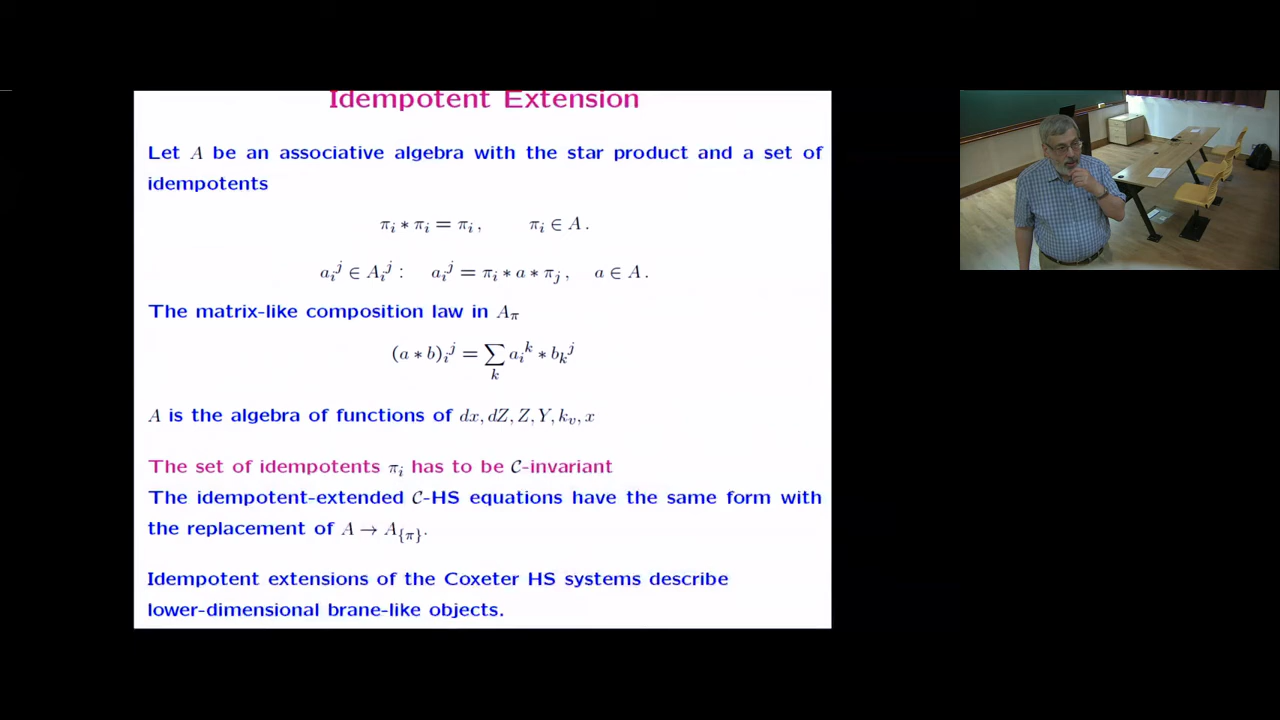 Idempotent Extension
Let A be an associative algebra with the star product and a set of
idempotents
π_i ∗ π_i = π_i , π_i ∈ A .
a_i^j ∈ A_i^j : a_i^j = π_i ∗ a ∗ π_j , a ∈ A .
The matrix-like composition law in A_π
(a ∗ b)_i^j = ∑_k a_i^k ∗ b_k^j
A is the algebra of functions of dx, dZ, Z, Y, k_v, x
The set of idempotents π_i has to be 𝒞-invariant
The idempotent-extended 𝒞-HS equations have the same form with
the replacement of A → A_{π}.
Idempotent extensions of the Coxeter HS systems describe
lower-dimensional brane-like objects.